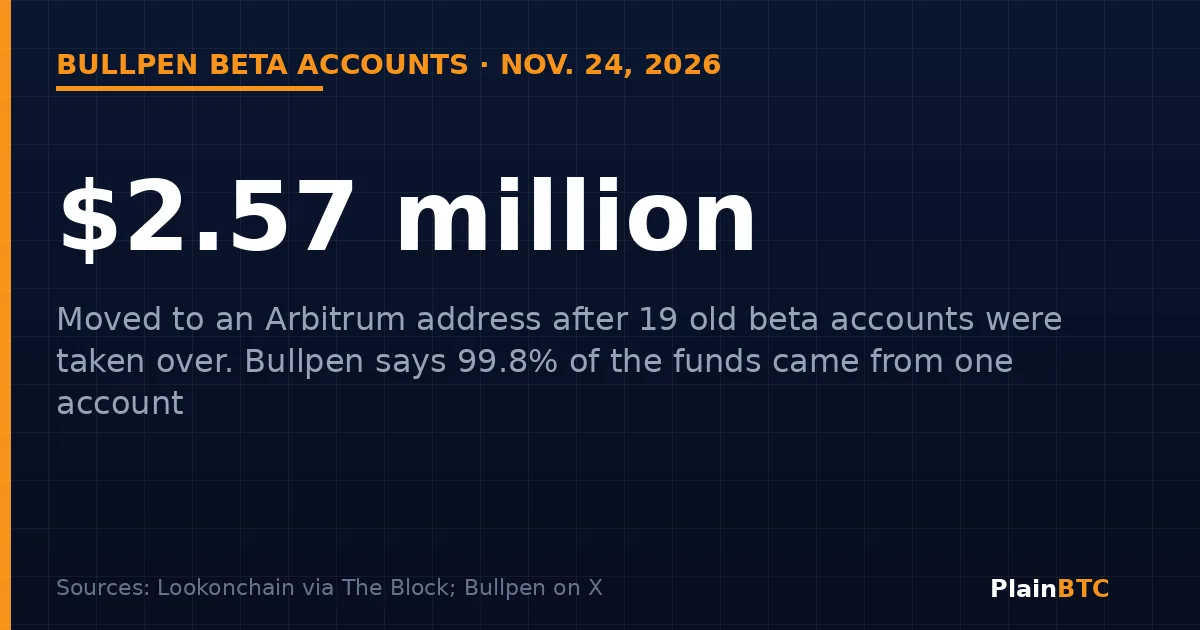 BULLPEN BETA ACCOUNTS · NOV. 24, 2026
$2.57 million
Moved to an Arbitrum address after 19 old beta accounts were
taken over. Bullpen says 99.8% of the funds came from one
account
Sources: Lookonchain via The Block; Bullpen on X
PlainBTC